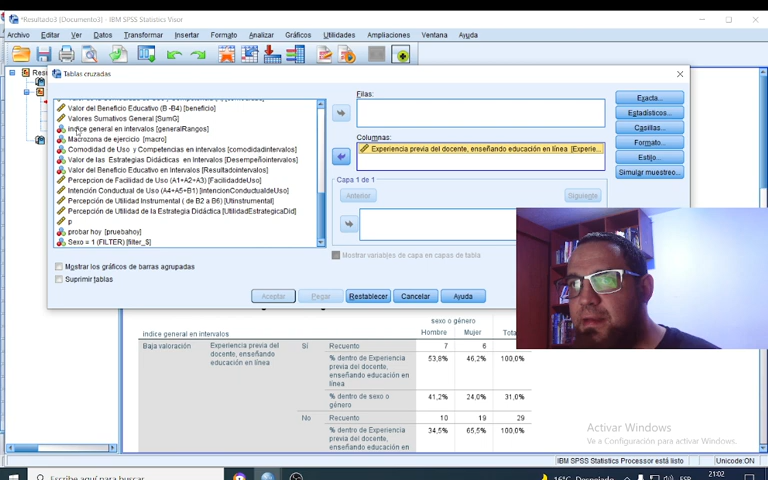 *Resultado3 [Documento3] - IBM SPSS Statistics Visor
Archivo Editar Ver Datos Transformar Insertar Formato Analizar Gráficos Utilidades Ampliaciones Ventana Ayuda
Tablas cruzadas
Valor del Beneficio Educativo (B -B4) [beneficio]
Valores Sumativos General [SumG]
indice general en intervalos [generalRangos]
Macrozona de ejercicio [macro]
Comodidad de Uso y Competencias en intervalos [comodidadintervalos]
Valor de las Estrategias Didácticas en Intervalos [Desempeñointervalos]
Valor del Beneficio Educativo en Intervalos [Resultadointervalos]
Percepcion de Facilidad de Uso (A1+A2+A3) [FacilidaddeUso]
Intención Conductual de Uso (A4+A5+B1) [IntencionConductualdeUso]
Percepción de Utilidad Instrumental ( de B2 a B6) [Utinstrumental]
Percepción de Utilidad de la Estrategia Didáctica [UtilidadEstrategicaDid]
p
probar hoy [pruebahoy]
Sexo = 1 (FILTER) [filter_$]
Filas:
Columnas:
Experiencia previa del docente, enseñando educación en línea [Experie...
Capa 1 de 1
Anterior
Siguiente
Mostrar variables de capa en capas de tabla
Exacta...
Estadísticos...
Casillas...
Formato...
Estilo...
Simular muestreo...
Mostrar los gráficos de barras agrupadas
Suprimir tablas
Aceptar Pegar Restablecer Cancelar Ayuda
sexo o género
indice general en intervalos
Hombre Mujer Tota
Baja valoración
Experiencia previa del docente, enseñando educación en línea
Sí Recuento 7 6
% dentro de Experiencia previa del docente, enseñando educación en línea 53,8% 46,2% 100,0%
% dentro de sexo o género 41,2% 24,0% 31,0%
No Recuento 10 19 29
% dentro de Experiencia previa del docente, enseñando educación en 34,5% 65,5% 100,0%
Activar Windows
Ve a Configuración para activar Windows.
IBM SPSS Statistics Processor está listo
Unicode:ON
Escribe aquí para buscar
16°C Despejado
ESP
21:02